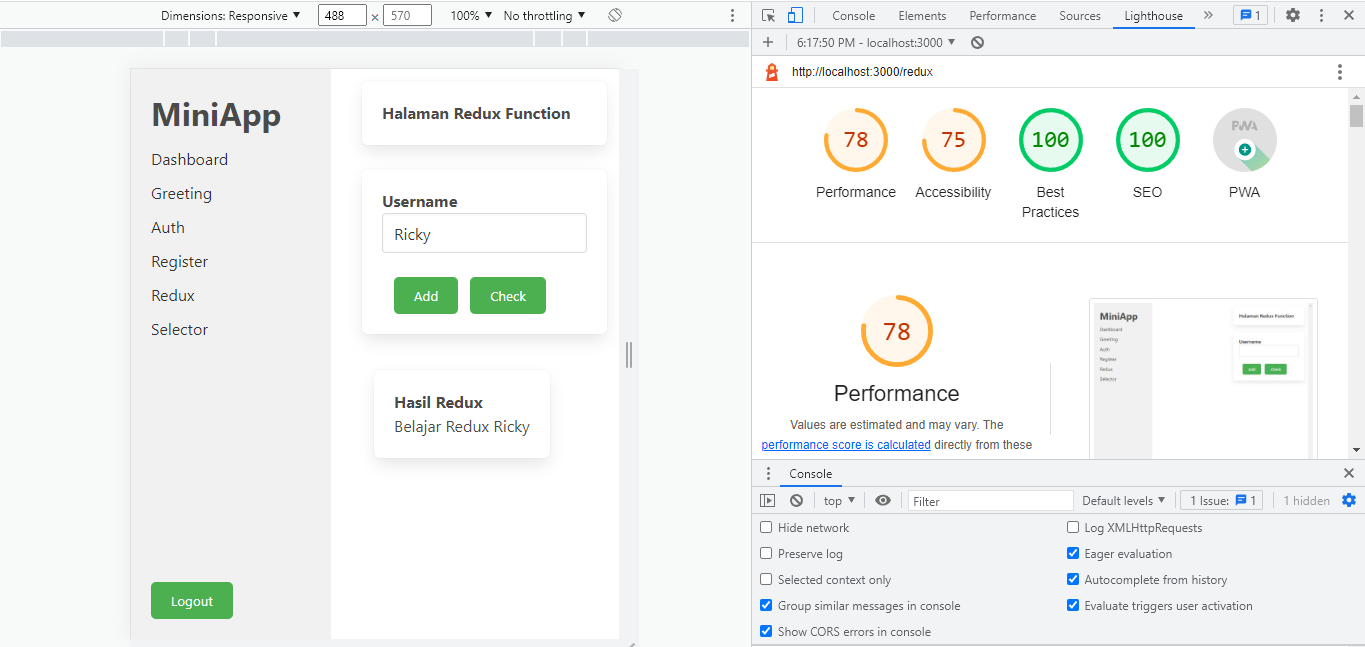 Dimensions: Responsive ▼ 488 × 570 100% ▼ No throttling ▼
MiniApp
Dashboard
Greeting
Auth
Register
Redux
Selector
Logout
Halaman Redux Function
Username
Ricky
Add Check
Hasil Redux
Belajar Redux Ricky
Console Elements Performance Sources Lighthouse » 1
+ 6:17:50 PM - localhost:3000 ▼
http://localhost:3000/redux
78 75 100 100 PWA
Performance Accessibility Best Practices SEO PWA
78
Performance
Values are estimated and may vary. The
performance score is calculated directly from these
MiniApp
Dashboard
Greeting
Auth
Register
Redux
Selector
Halaman Redux Function
Username
Add Check
Console
top ▼ Filter Default levels ▼ 1 Issue: 1 1 hidden
Hide network Log XMLHttpRequests
Preserve log Eager evaluation
Selected context only Autocomplete from history
Group similar messages in console Evaluate triggers user activation
Show CORS errors in console